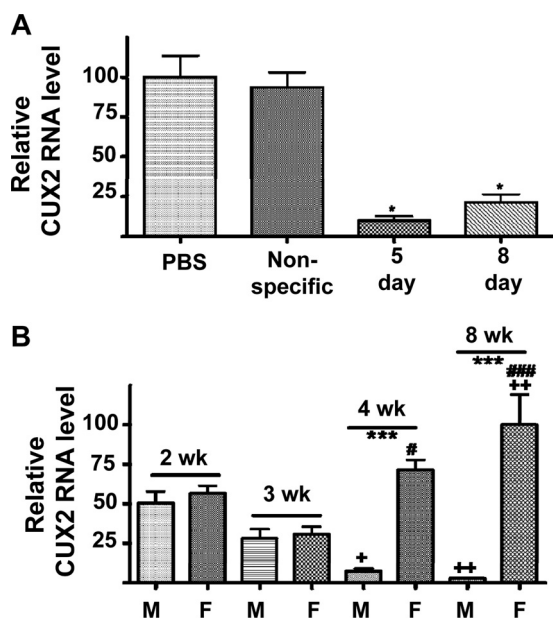 A
Relative
CUX2 RNA level
100
75
50
25
*
*
PBS
Non-
specific
5
day
8
day
B
Relative
CUX2 RNA level
100
75
50
25
2 wk
3 wk
4 wk
***
8 wk
***
+
#
++
###
++
M F M F M F M F